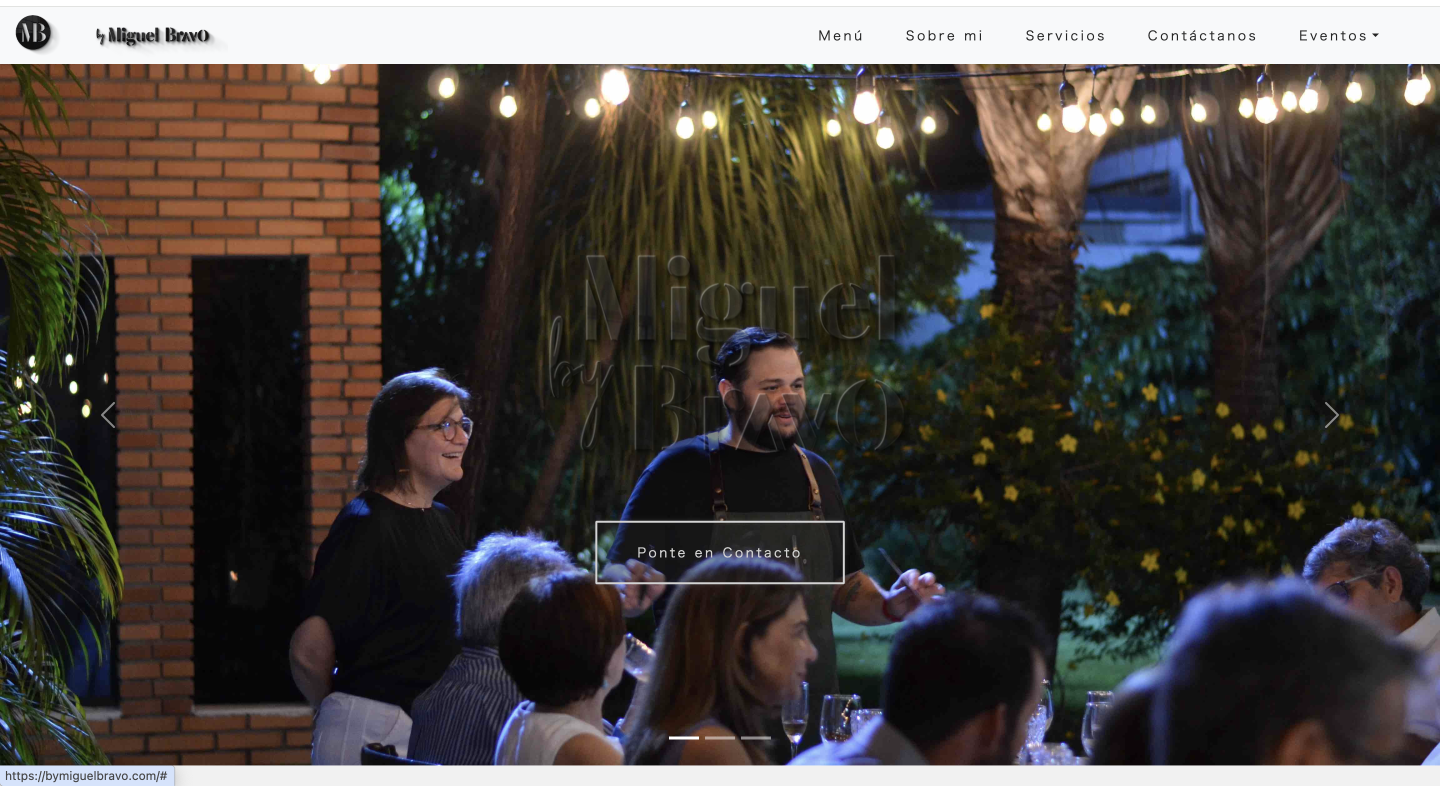 MB
by Miguel Bravo
Menú
Sobre mi
Servicios
Contáctanos
Eventos
by Miguel
Bravo
Ponte en Contacto
https://bymiguelbravo.com/#